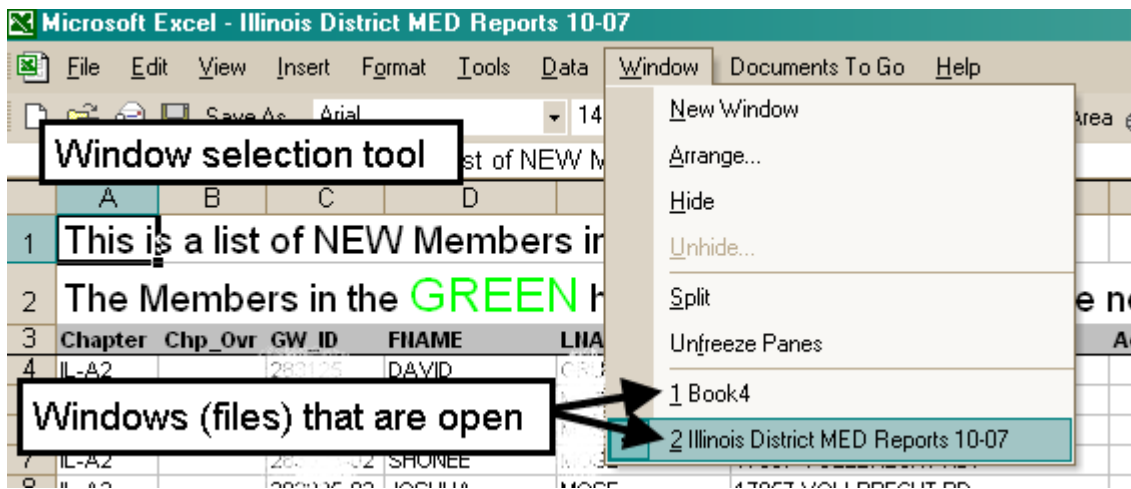 Microsoft Excel - Illinois District MED Reports 10-07
File Edit View Insert Format Tools Data Window Documents To Go Help
Save As Arial 14 Area
New Window
Arrange...
Hide
Unhide...
Split
Unfreeze Panes
1 Book4
2 Illinois District MED Reports 10-07
Window selection tool
st of NEW M
A B C D
1 This is a list of NEW Members in
2 The Members in the GREEN h
3 Chapter Chp_Ovr GW_ID FNAME LNA
4 IL-A2 283125 DAVID
Windows (files) that are open
7 IL-A2 SHONEE
8 IL-A2 JOSHUA